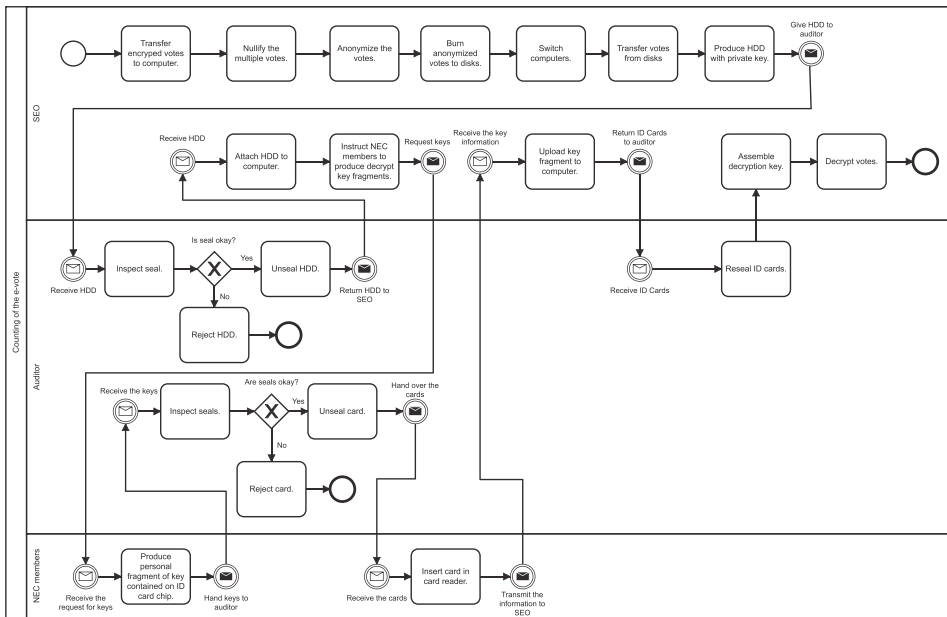 Counting of the e-vote
SEO
Transfer
encryped votes
to computer.
Nullify the
multiple votes.
Anonymize the
votes.
Burn
anonymized
votes to disks.
Switch
computers.
Transfer votes
from disks
Produce HDD
with private key.
Give HDD to
auditor
Receive HDD
Attach HDD to
computer.
Instruct NEC
members to
produce decrypt
key fragments.
Request keys
Receive the key
information
Upload key
fragment to
computer.
Return ID Cards
to auditor
Assemble
decryption key.
Decrypt votes.
Auditor
Receive HDD
Inspect seal.
Is seal okay?
X
Yes
No
Unseal HDD.
Return HDD to
SEO
Reject HDD.
Receive ID Cards
Reseal ID cards.
Receive the keys
Inspect seals.
Are seals okay?
X
Yes
No
Unseal card.
Hand over the
cards
Reject card.
NEC members
Receive the
request for keys
Produce
personal
fragment of key
contained on ID
card chip.
Hand keys to
auditor
Receive the cards
Insert card in
card reader.
Transmit the
information to
SEO